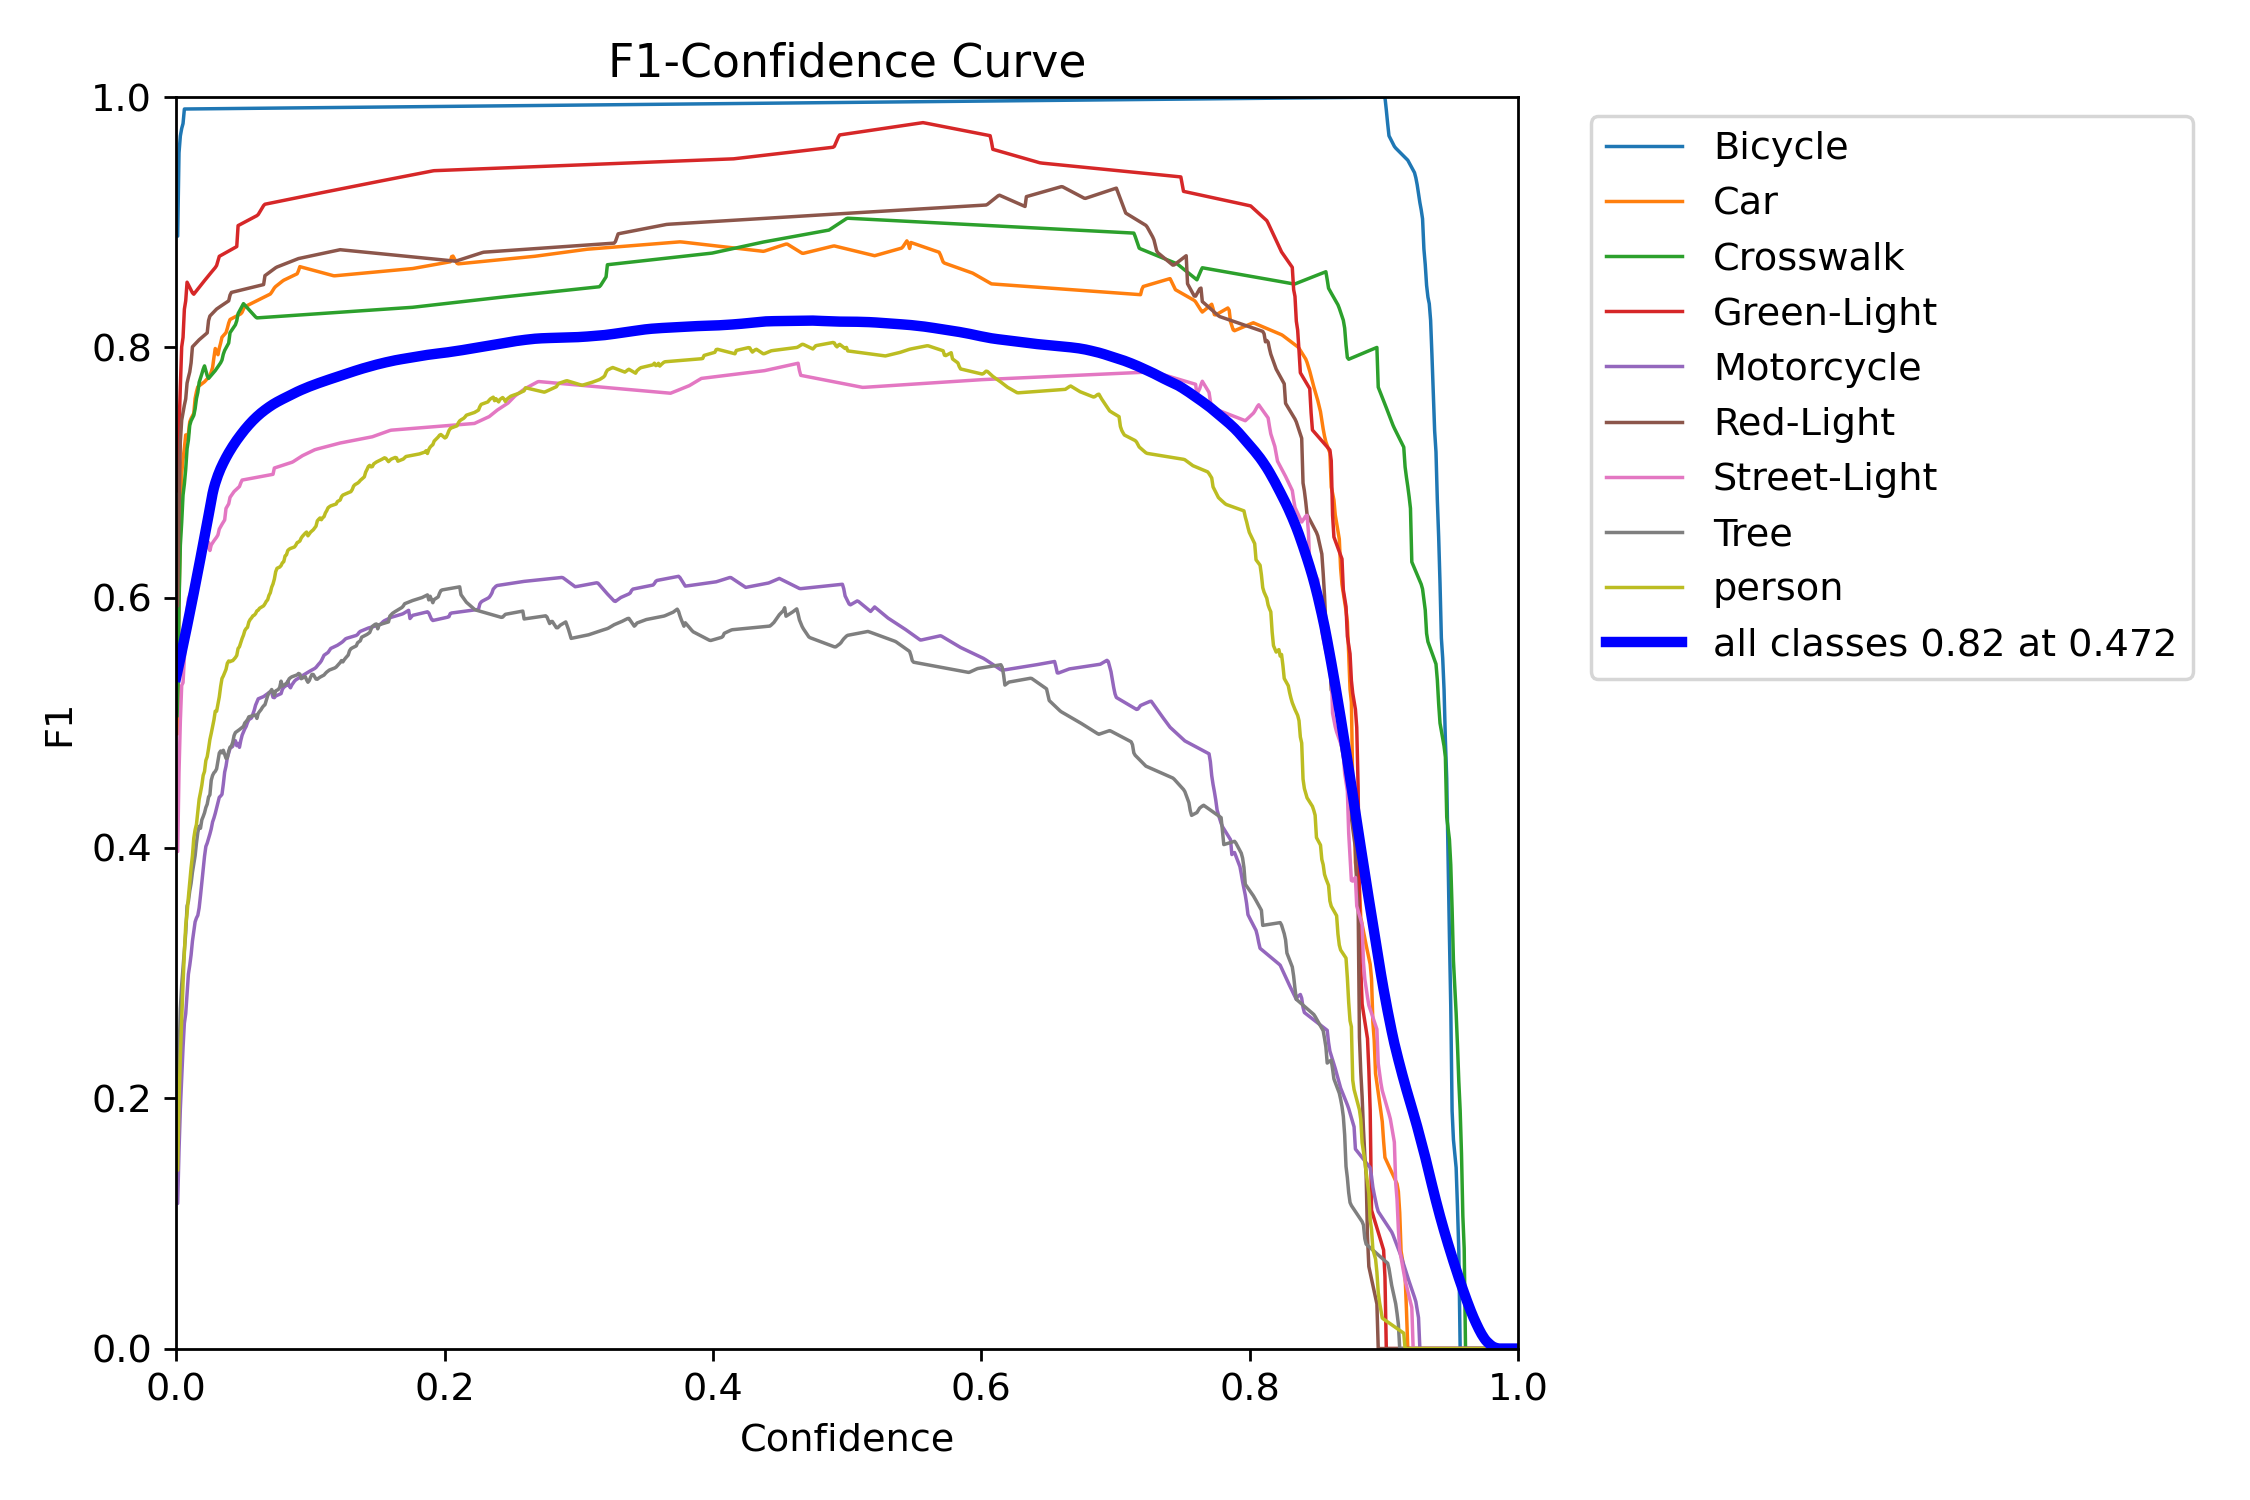 F1-Confidence Curve
1.0
0.8
0.6
0.4
0.2
0.0
F1
0.0 0.2 0.4 0.6 0.8 1.0
Confidence
Bicycle
Car
Crosswalk
Green-Light
Motorcycle
Red-Light
Street-Light
Tree
person
all classes 0.82 at 0.472